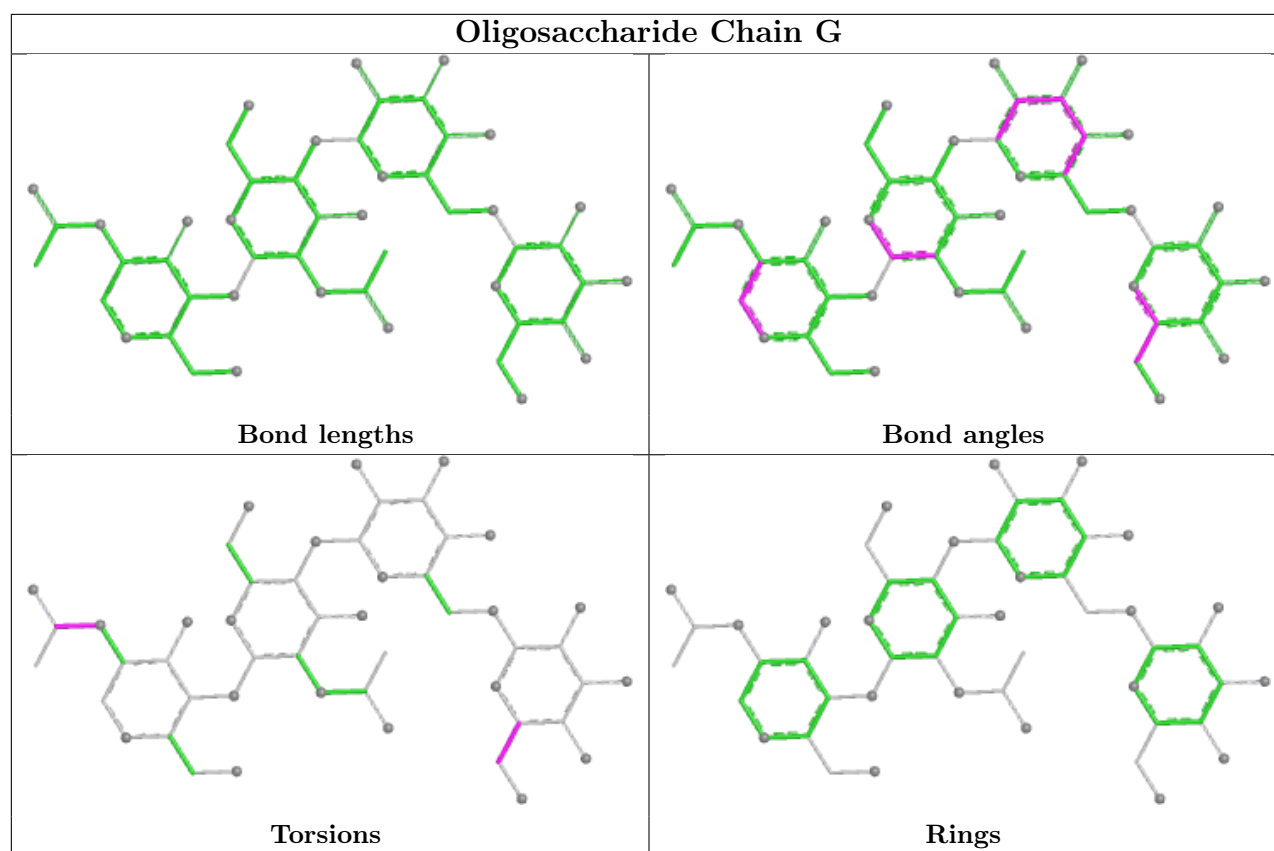 Oligosaccharide Chain G
Bond lengths
Bond angles
Torsions
Rings